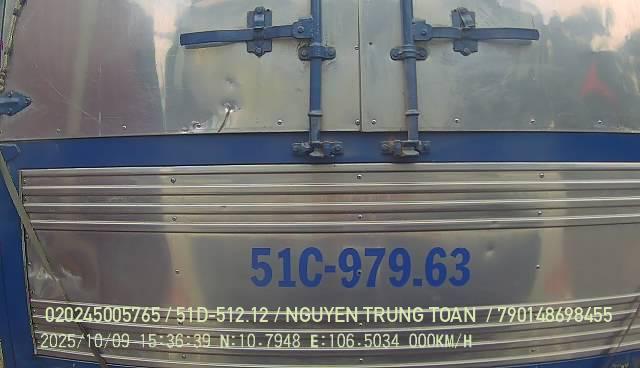 51C-979.63
020245005765 / 51D-512.12 / NGUYEN TRUNG TOAN / 790148698455
2025/10/09 15:36:39 N:10.7948 E:106.5034 000KM/H